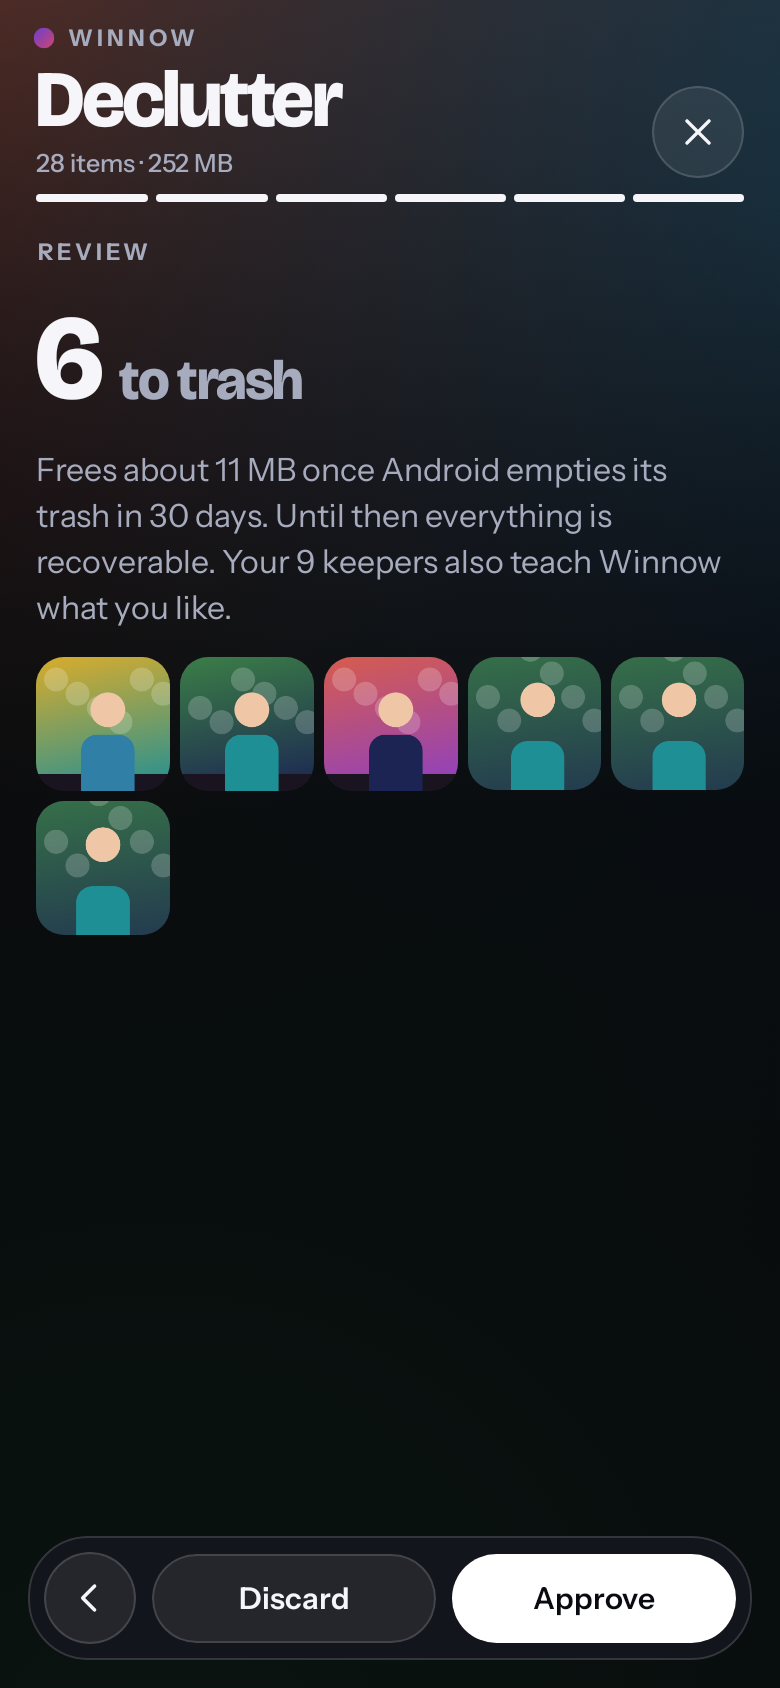 WINNOW
Declutter
28 items · 252 MB
REVIEW
6 to trash
Frees about 11 MB once Android empties its
trash in 30 days. Until then everything is
recoverable. Your 9 keepers also teach Winnow
what you like.
Discard
Approve